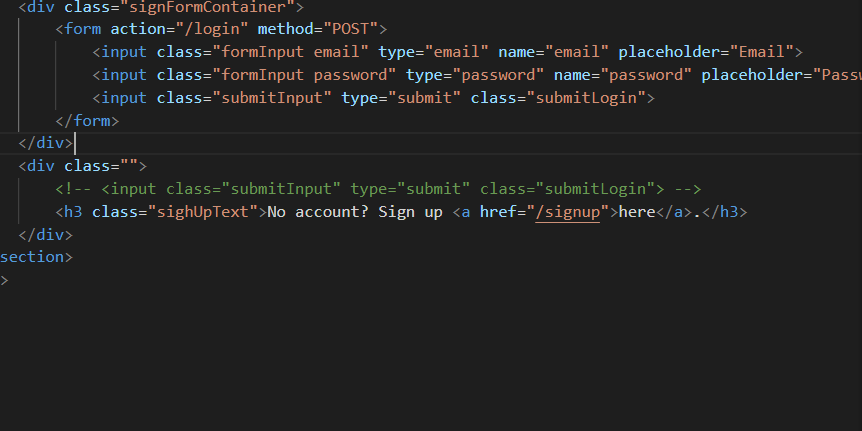 <div class="signFormContainer">
<form action="/login" method="POST">
<input class="formInput email" type="email" name="email" placeholder="Email">
<input class="formInput password" type="password" name="password" placeholder="Passw
<input class="submitInput" type="submit" class="submitLogin">
</form>
</div>
<div class="">
<!-- <input class="submitInput" type="submit" class="submitLogin"> -->
<h3 class="sighUpText">No account? Sign up <a href="/signup">here</a>.</h3>
</div>
section>
>